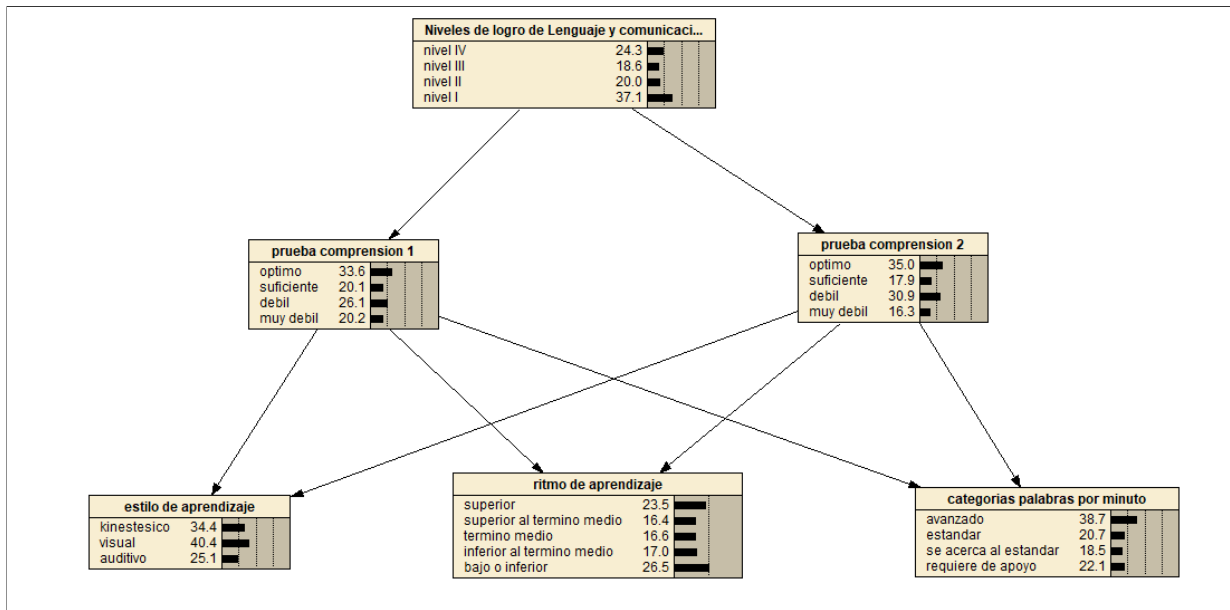 Niveles de logro de Lenguaje y comunicaci...
nivel IV 24.3
nivel III 18.6
nivel II 20.0
nivel I 37.1
prueba comprension 1
optimo 33.6
suficiente 20.1
debil 26.1
muy debil 20.2
prueba comprension 2
optimo 35.0
suficiente 17.9
debil 30.9
muy debil 16.3
estilo de aprendizaje
kinestesico 34.4
visual 40.4
auditivo 25.1
ritmo de aprendizaje
superior 23.5
superior al termino medio 16.4
termino medio 16.6
inferior al termino medio 17.0
bajo o inferior 26.5
categorias palabras por minuto
avanzado 38.7
estandar 20.7
se acerca al estandar 18.5
requiere de apoyo 22.1